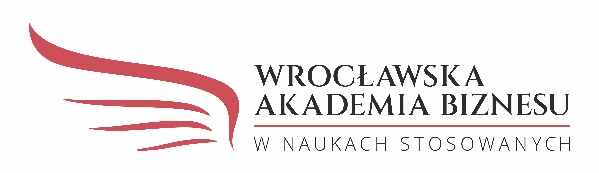 WROCŁAWSKA
AKADEMIA BIZNESU
W NAUKACH STOSOWANYCH